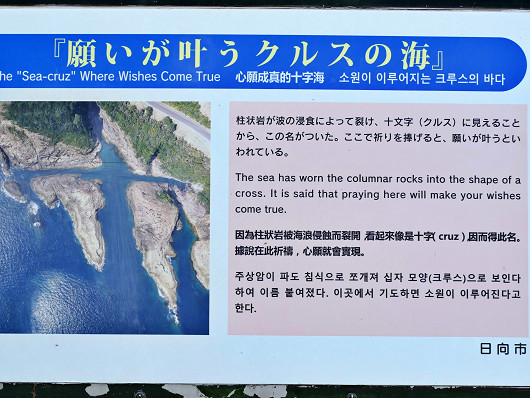 『願いが叶うクルスの海』
he "Sea-cruz" Where Wishes Come True 心願成真的十字海 소원이 이루어지는 크루스의 바다
柱状岩が波の浸食によって裂け、十文字（クルス）に見えること
から、この名がついた。ここで祈りを捧げると、願いが叶うとい
われている。
The sea has worn the columnar rocks into the shape of a
cross. It is said that praying here will make your wishes
come true.
因為柱狀岩被海浪侵蝕而裂開，看起來像是十字( cruz ),因而得此名。
據說在此祈禱，心願就會實現。
주상암이 파도 침식으로 쪼개져 십자 모양(크루스)으로 보인다
하여 이름 붙여졌다. 이곳에서 기도하면 소원이 이루어진다고
한다.
日向市